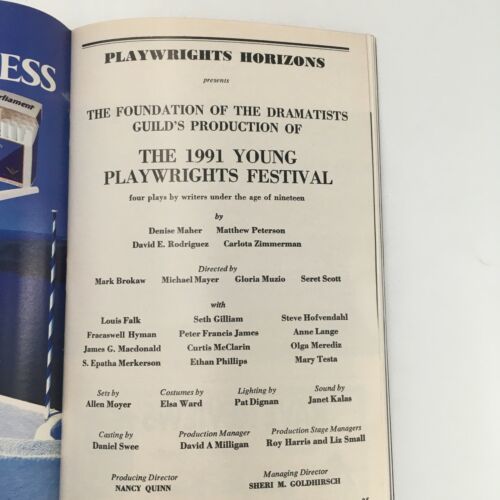 ESS
arliament
PLAYWRIGHTS HORIZONS
presents
THE FOUNDATION OF THE DRAMATISTS
GUILD'S PRODUCTION OF
THE 1991 YOUNG
PLAYWRIGHTS FESTIVAL
four plays by writers under the age of nineteen
by
Denise Maher Matthew Peterson
David E. Rodriguez Carlota Zimmerman
Directed by
Mark Brokaw Michael Mayer Gloria Muzio Seret Scott
with
Louis Falk Seth Gilliam Steve Hofvendahl
Fracaswell Hyman Peter Francis James Anne Lange
James G. Macdonald Curtis McClarin Olga Merediz
S. Epatha Merkerson Ethan Phillips Mary Testa
Sets by Costumes by Lighting by Sound by
Allen Moyer Elsa Ward Pat Dignan Janet Kalas
Casting by Production Manager Production Stage Managers
Daniel Swee David A Milligan Roy Harris and Liz Small
Producing Director Managing Director
NANCY QUINN SHERI M. GOLDHIRSCH